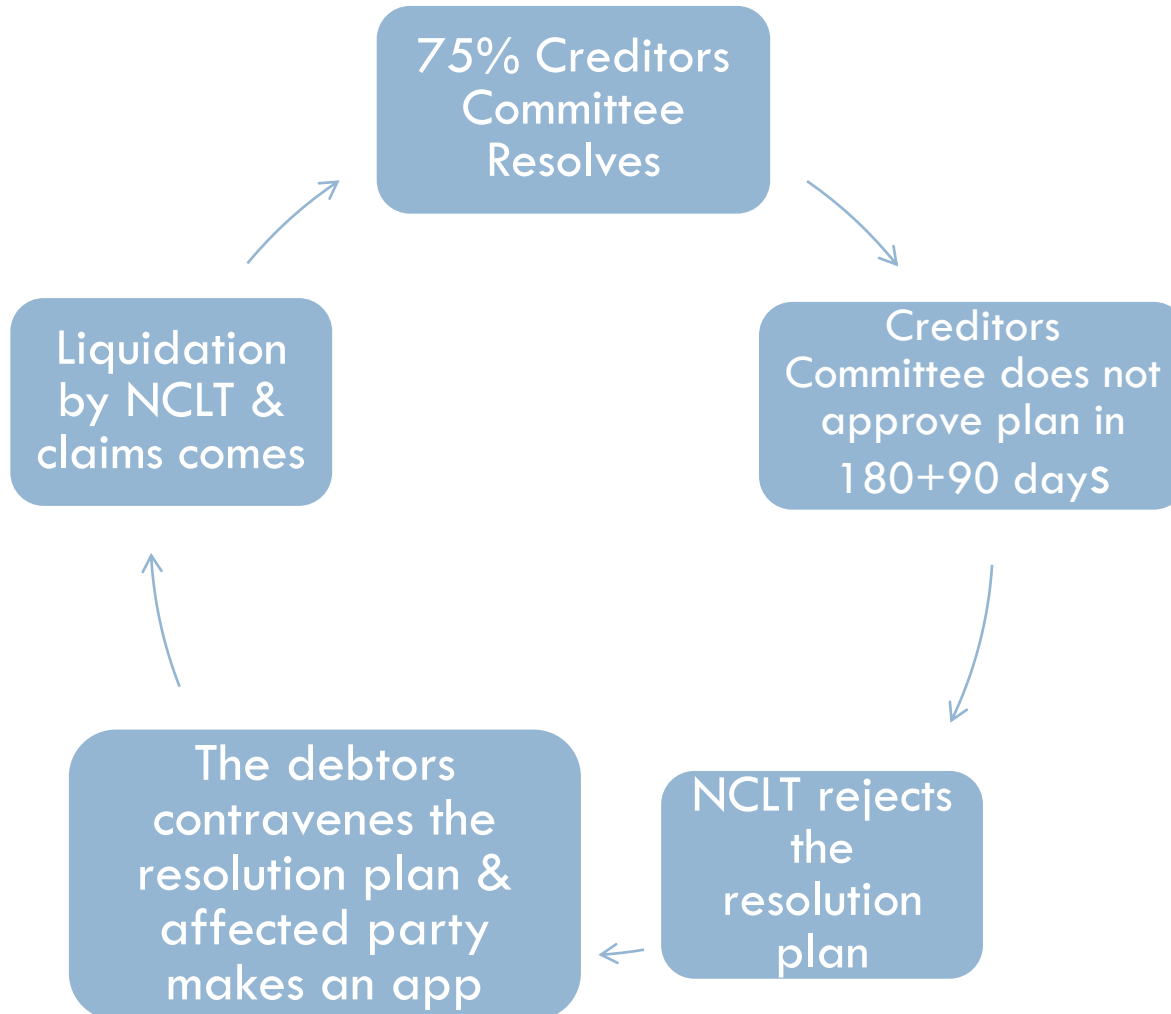 75% Creditors
Committee
Resolves
Creditors
Committee does not
approve plan in
180+90 days
NCLT rejects
the
resolution
plan
The debtors
contravenes the
resolution plan &
affected party
makes an app
Liquidation
by NCLT &
claims comes